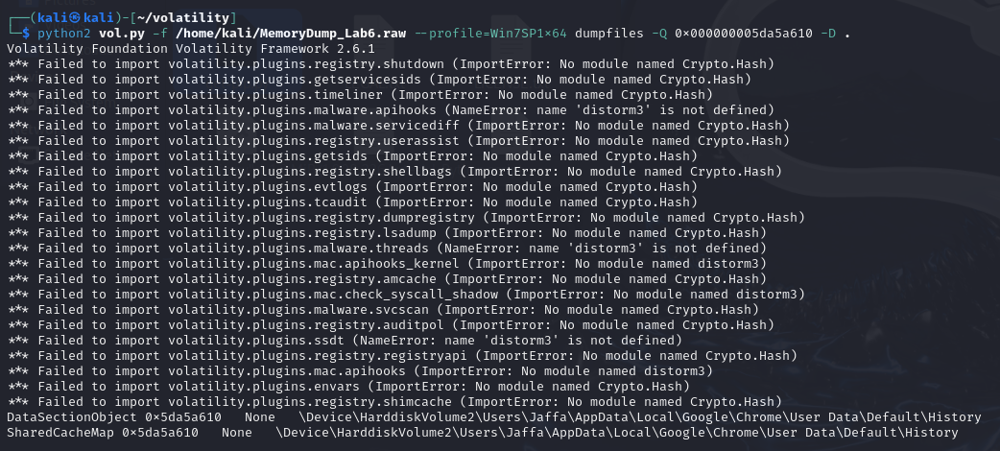 ┌──(kali㉿kali)-[~/volatility]
└─$ python2 vol.py -f /home/kali/MemoryDump_Lab6.raw --profile=Win7SP1x64 dumpfiles -Q 0x000000005da5a610 -D .
Volatility Foundation Volatility Framework 2.6.1
*** Failed to import volatility.plugins.registry.shutdown (ImportError: No module named Crypto.Hash)
*** Failed to import volatility.plugins.getservicesids (ImportError: No module named Crypto.Hash)
*** Failed to import volatility.plugins.timeliner (ImportError: No module named Crypto.Hash)
*** Failed to import volatility.plugins.malware.apihooks (NameError: name 'distorm3' is not defined)
*** Failed to import volatility.plugins.malware.servicediff (ImportError: No module named Crypto.Hash)
*** Failed to import volatility.plugins.registry.userassist (ImportError: No module named Crypto.Hash)
*** Failed to import volatility.plugins.getsids (ImportError: No module named Crypto.Hash)
*** Failed to import volatility.plugins.registry.shellbags (ImportError: No module named Crypto.Hash)
*** Failed to import volatility.plugins.evtlogs (ImportError: No module named Crypto.Hash)
*** Failed to import volatility.plugins.tcaudit (ImportError: No module named Crypto.Hash)
*** Failed to import volatility.plugins.registry.dumpregistry (ImportError: No module named Crypto.Hash)
*** Failed to import volatility.plugins.registry.lsadump (ImportError: No module named Crypto.Hash)
*** Failed to import volatility.plugins.malware.threads (NameError: name 'distorm3' is not defined)
*** Failed to import volatility.plugins.mac.apihooks_kernel (ImportError: No module named distorm3)
*** Failed to import volatility.plugins.registry.amcache (ImportError: No module named Crypto.Hash)
*** Failed to import volatility.plugins.mac.check_syscall_shadow (ImportError: No module named distorm3)
*** Failed to import volatility.plugins.malware.svcscan (ImportError: No module named Crypto.Hash)
*** Failed to import volatility.plugins.registry.auditpol (ImportError: No module named Crypto.Hash)
*** Failed to import volatility.plugins.ssdt (NameError: name 'distorm3' is not defined)
*** Failed to import volatility.plugins.registry.registryapi (ImportError: No module named Crypto.Hash)
*** Failed to import volatility.plugins.mac.apihooks (ImportError: No module named distorm3)
*** Failed to import volatility.plugins.envars (ImportError: No module named Crypto.Hash)
*** Failed to import volatility.plugins.registry.shimcache (ImportError: No module named Crypto.Hash)
DataSectionObject 0x5da5a610   None   \Device\HarddiskVolume2\Users\Jaffa\AppData\Local\Google\Chrome\User Data\Default\History
SharedCacheMap 0x5da5a610   None   \Device\HarddiskVolume2\Users\Jaffa\AppData\Local\Google\Chrome\User Data\Default\History